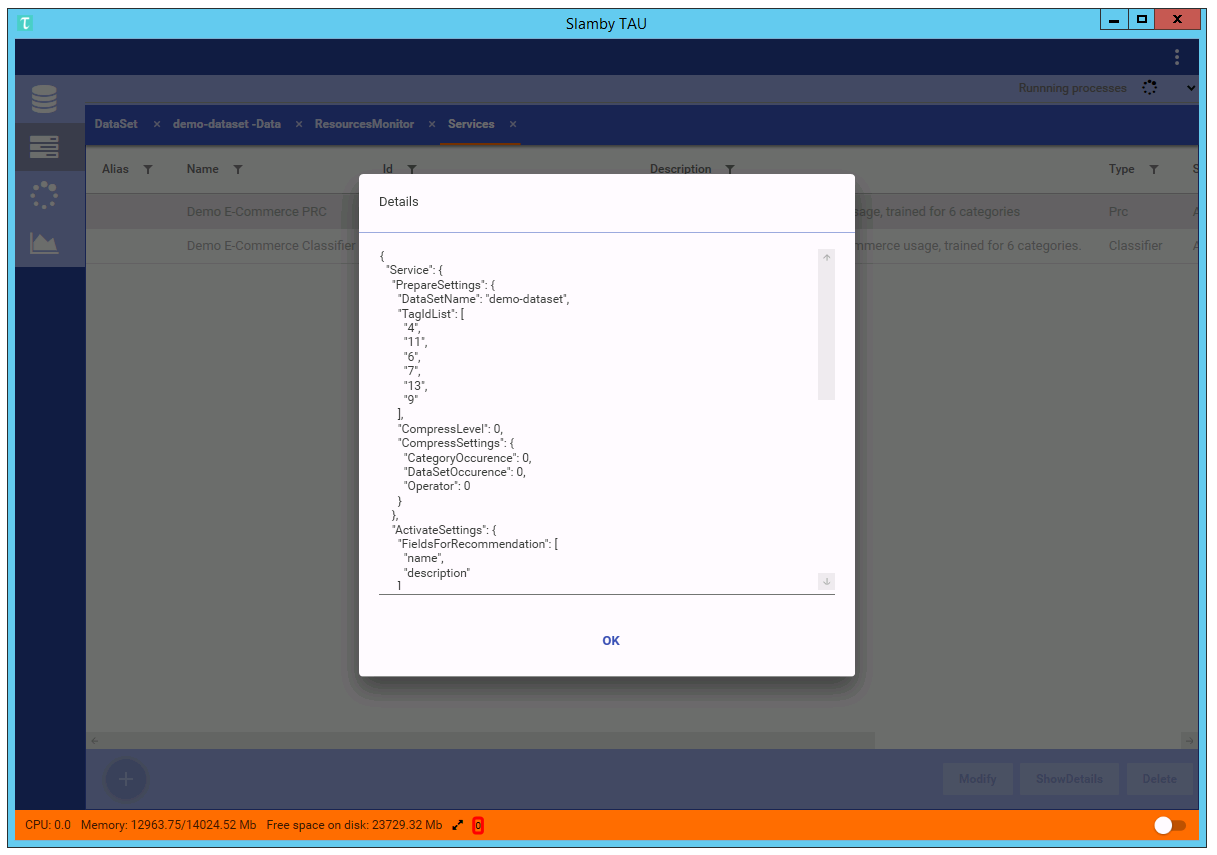 Slamby TAU
Runnning processes
DataSet × demo-dataset -Data × ResourcesMonitor × Services ×
Alias Name Id Description Type S
Demo E-Commerce PRC sage, trained for 6 categories Prc A
Demo E-Commerce Classifier mmerce usage, trained for 6 categories. Classifier A
Details
{
"Service": {
"PrepareSettings": {
"DataSetName": "demo-dataset",
"TagIdList": [
"4",
"11",
"6",
"7",
"13",
"9"
],
"CompressLevel": 0,
"CompressSettings": {
"CategoryOccurence": 0,
"DataSetOccurence": 0,
"Operator": 0
}
},
"ActivateSettings": {
"FieldsForRecommendation": [
"name",
"description"
]
OK
Modify ShowDetails Delete
CPU: 0.0 Memory: 12963.75/14024.52 Mb Free space on disk: 23729.32 Mb 0